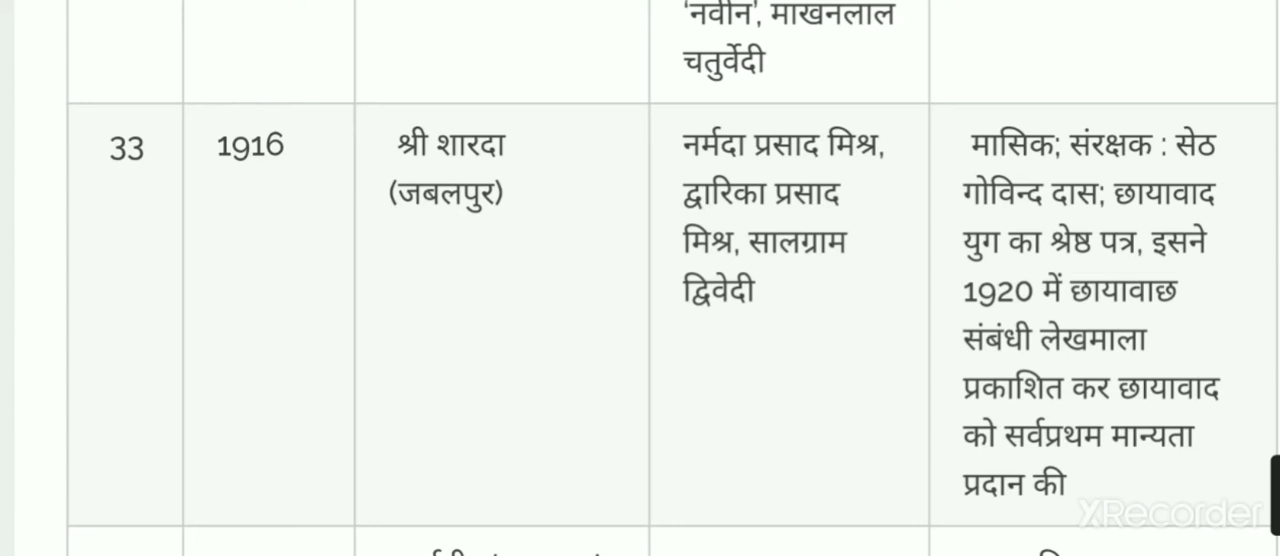 'नवीन', माखनलाल
चतुर्वेदी
33
1916
श्री शारदा
(जबलपुर)
नर्मदा प्रसाद मिश्र,
द्वारिका प्रसाद
मिश्र, सालग्राम
द्विवेदी
मासिक; संरक्षक : सेठ
गोविन्द दास; छायावाद
युग का श्रेष्ठ पत्र, इसने
1920 में छायावाछ
संबंधी लेखमाला
प्रकाशित कर छायावाद
को सर्वप्रथम मान्यता
प्रदान की
XRecorder